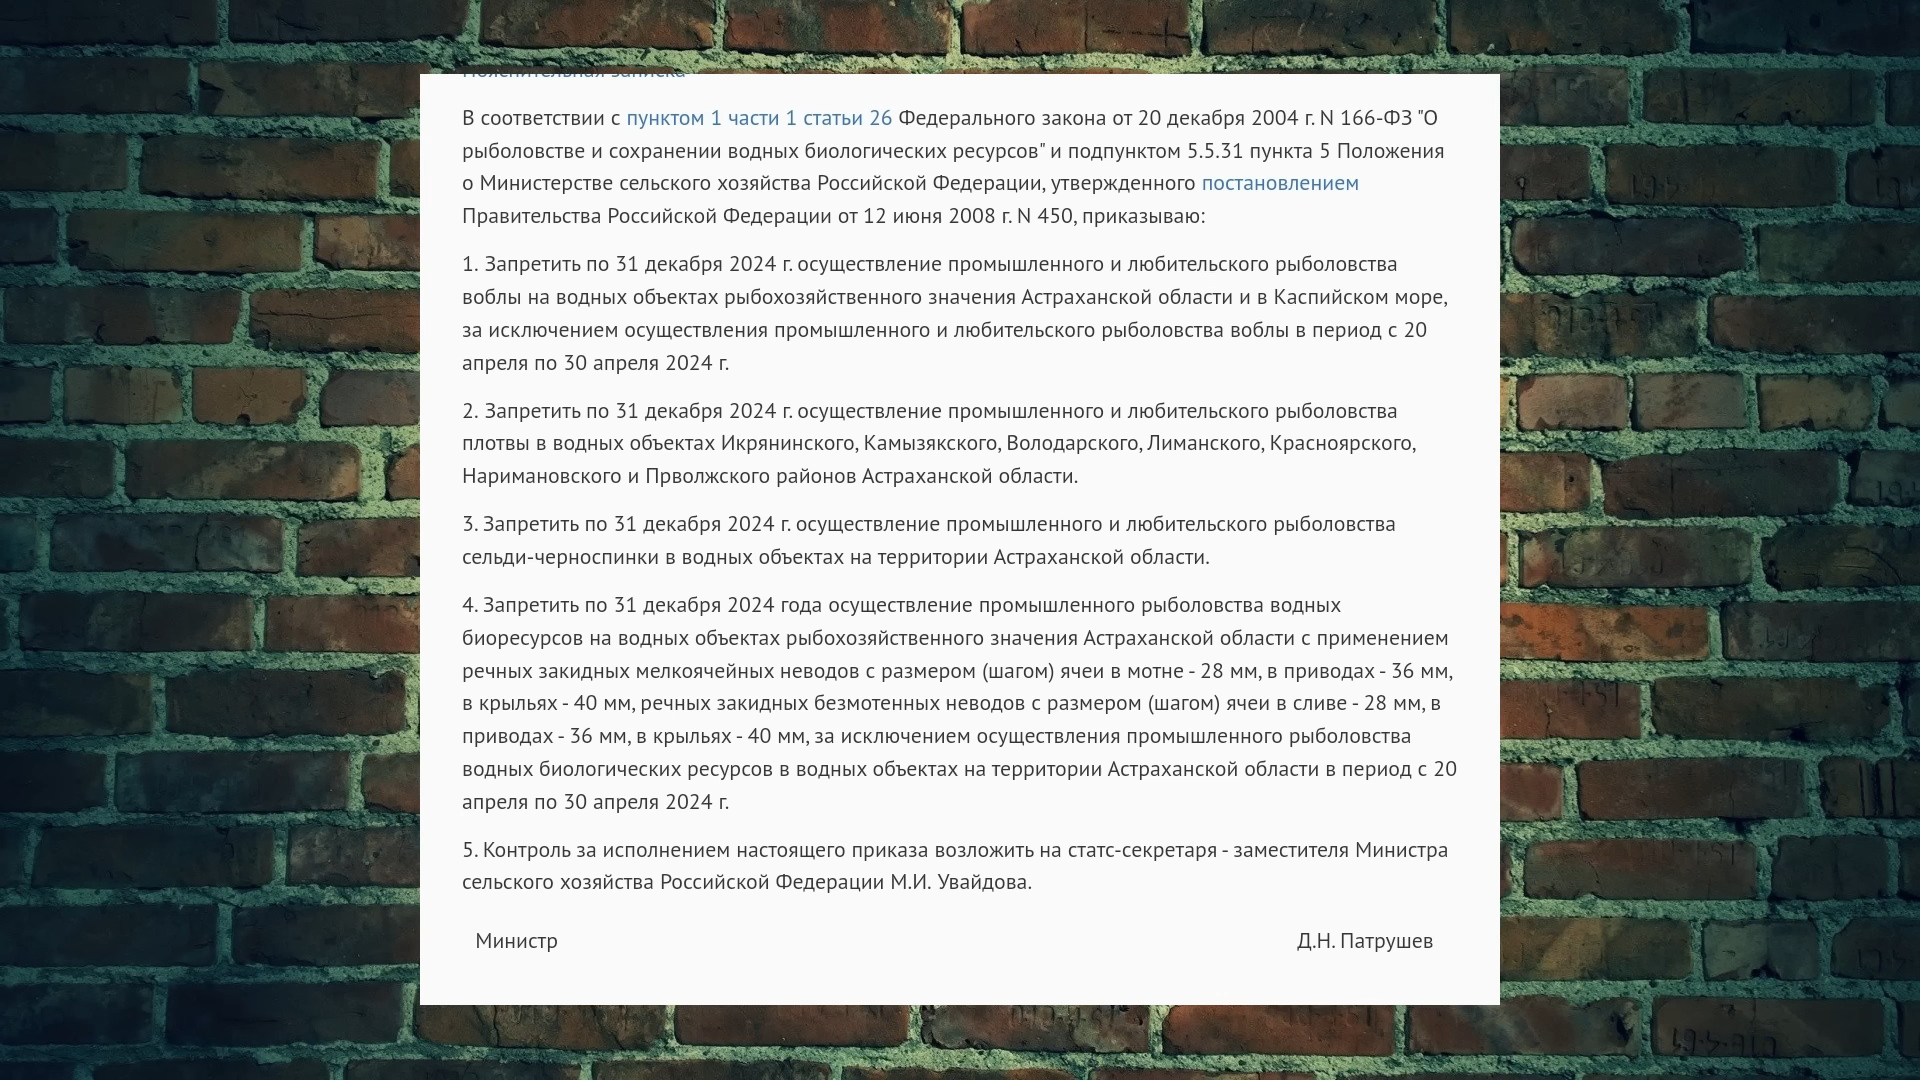 Пояснительная записка
В соответствии с пунктом 1 части 1 статьи 26 Федерального закона от 20 декабря 2004 г. N 166-ФЗ "О
рыболовстве и сохранении водных биологических ресурсов" и подпунктом 5.5.31 пункта 5 Положения
о Министерстве сельского хозяйства Российской Федерации, утвержденного постановлением
Правительства Российской Федерации от 12 июня 2008 г. N 450, приказываю:
1. Запретить по 31 декабря 2024 г. осуществление промышленного и любительского рыболовства
воблы на водных объектах рыбохозяйственного значения Астраханской области и в Каспийском море,
за исключением осуществления промышленного и любительского рыболовства воблы в период с 20
апреля по 30 апреля 2024 г.
2. Запретить по 31 декабря 2024 г. осуществление промышленного и любительского рыболовства
плотвы в водных объектах Икрянинского, Камызякского, Володарского, Лиманского, Красноярского,
Наримановского и Прволжского районов Астраханской области.
3. Запретить по 31 декабря 2024 г. осуществление промышленного и любительского рыболовства
сельди-черноспинки в водных объектах на территории Астраханской области.
4. Запретить по 31 декабря 2024 года осуществление промышленного рыболовства водных
биоресурсов на водных объектах рыбохозяйственного значения Астраханской области с применением
речных закидных мелкоячейных неводов с размером (шагом) ячеи в мотне - 28 мм, в приводах - 36 мм,
в крыльях - 40 мм, речных закидных безмотенных неводов с размером (шагом) ячеи в сливе - 28 мм, в
приводах - 36 мм, в крыльях - 40 мм, за исключением осуществления промышленного рыболовства
водных биологических ресурсов в водных объектах на территории Астраханской области в период с 20
апреля по 30 апреля 2024 г.
5. Контроль за исполнением настоящего приказа возложить на статс-секретаря - заместителя Министра
сельского хозяйства Российской Федерации М.И. Увайдова.
Министр Д.Н. Патрушев